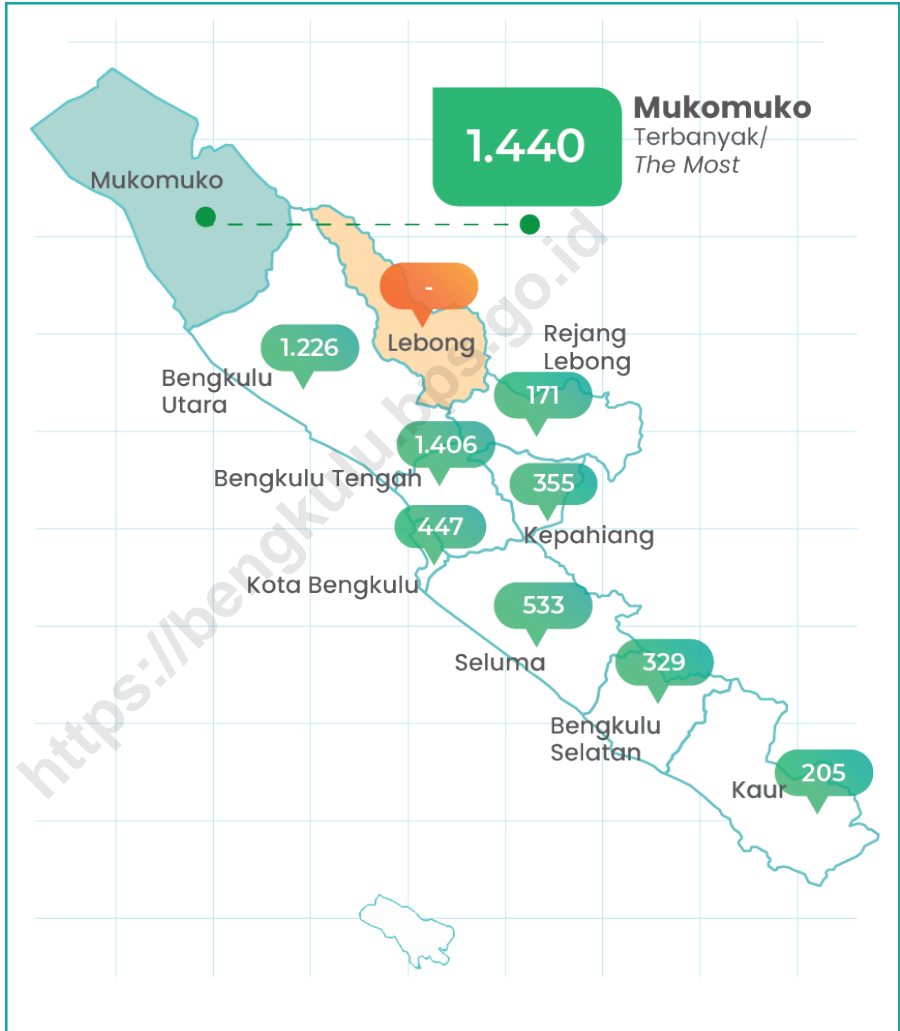 Mukomuko
1.440
Terbanyak/
The Most
Mukomuko
-
Lebong
Rejang
Lebong
1.226
Bengkulu
Utara
171
1.406
Bengkulu Tengah
355
Kepahiang
447
Kota Bengkulu
533
Seluma
329
Bengkulu
Selatan
205
Kaur
https://bengkulu.bps.go.id